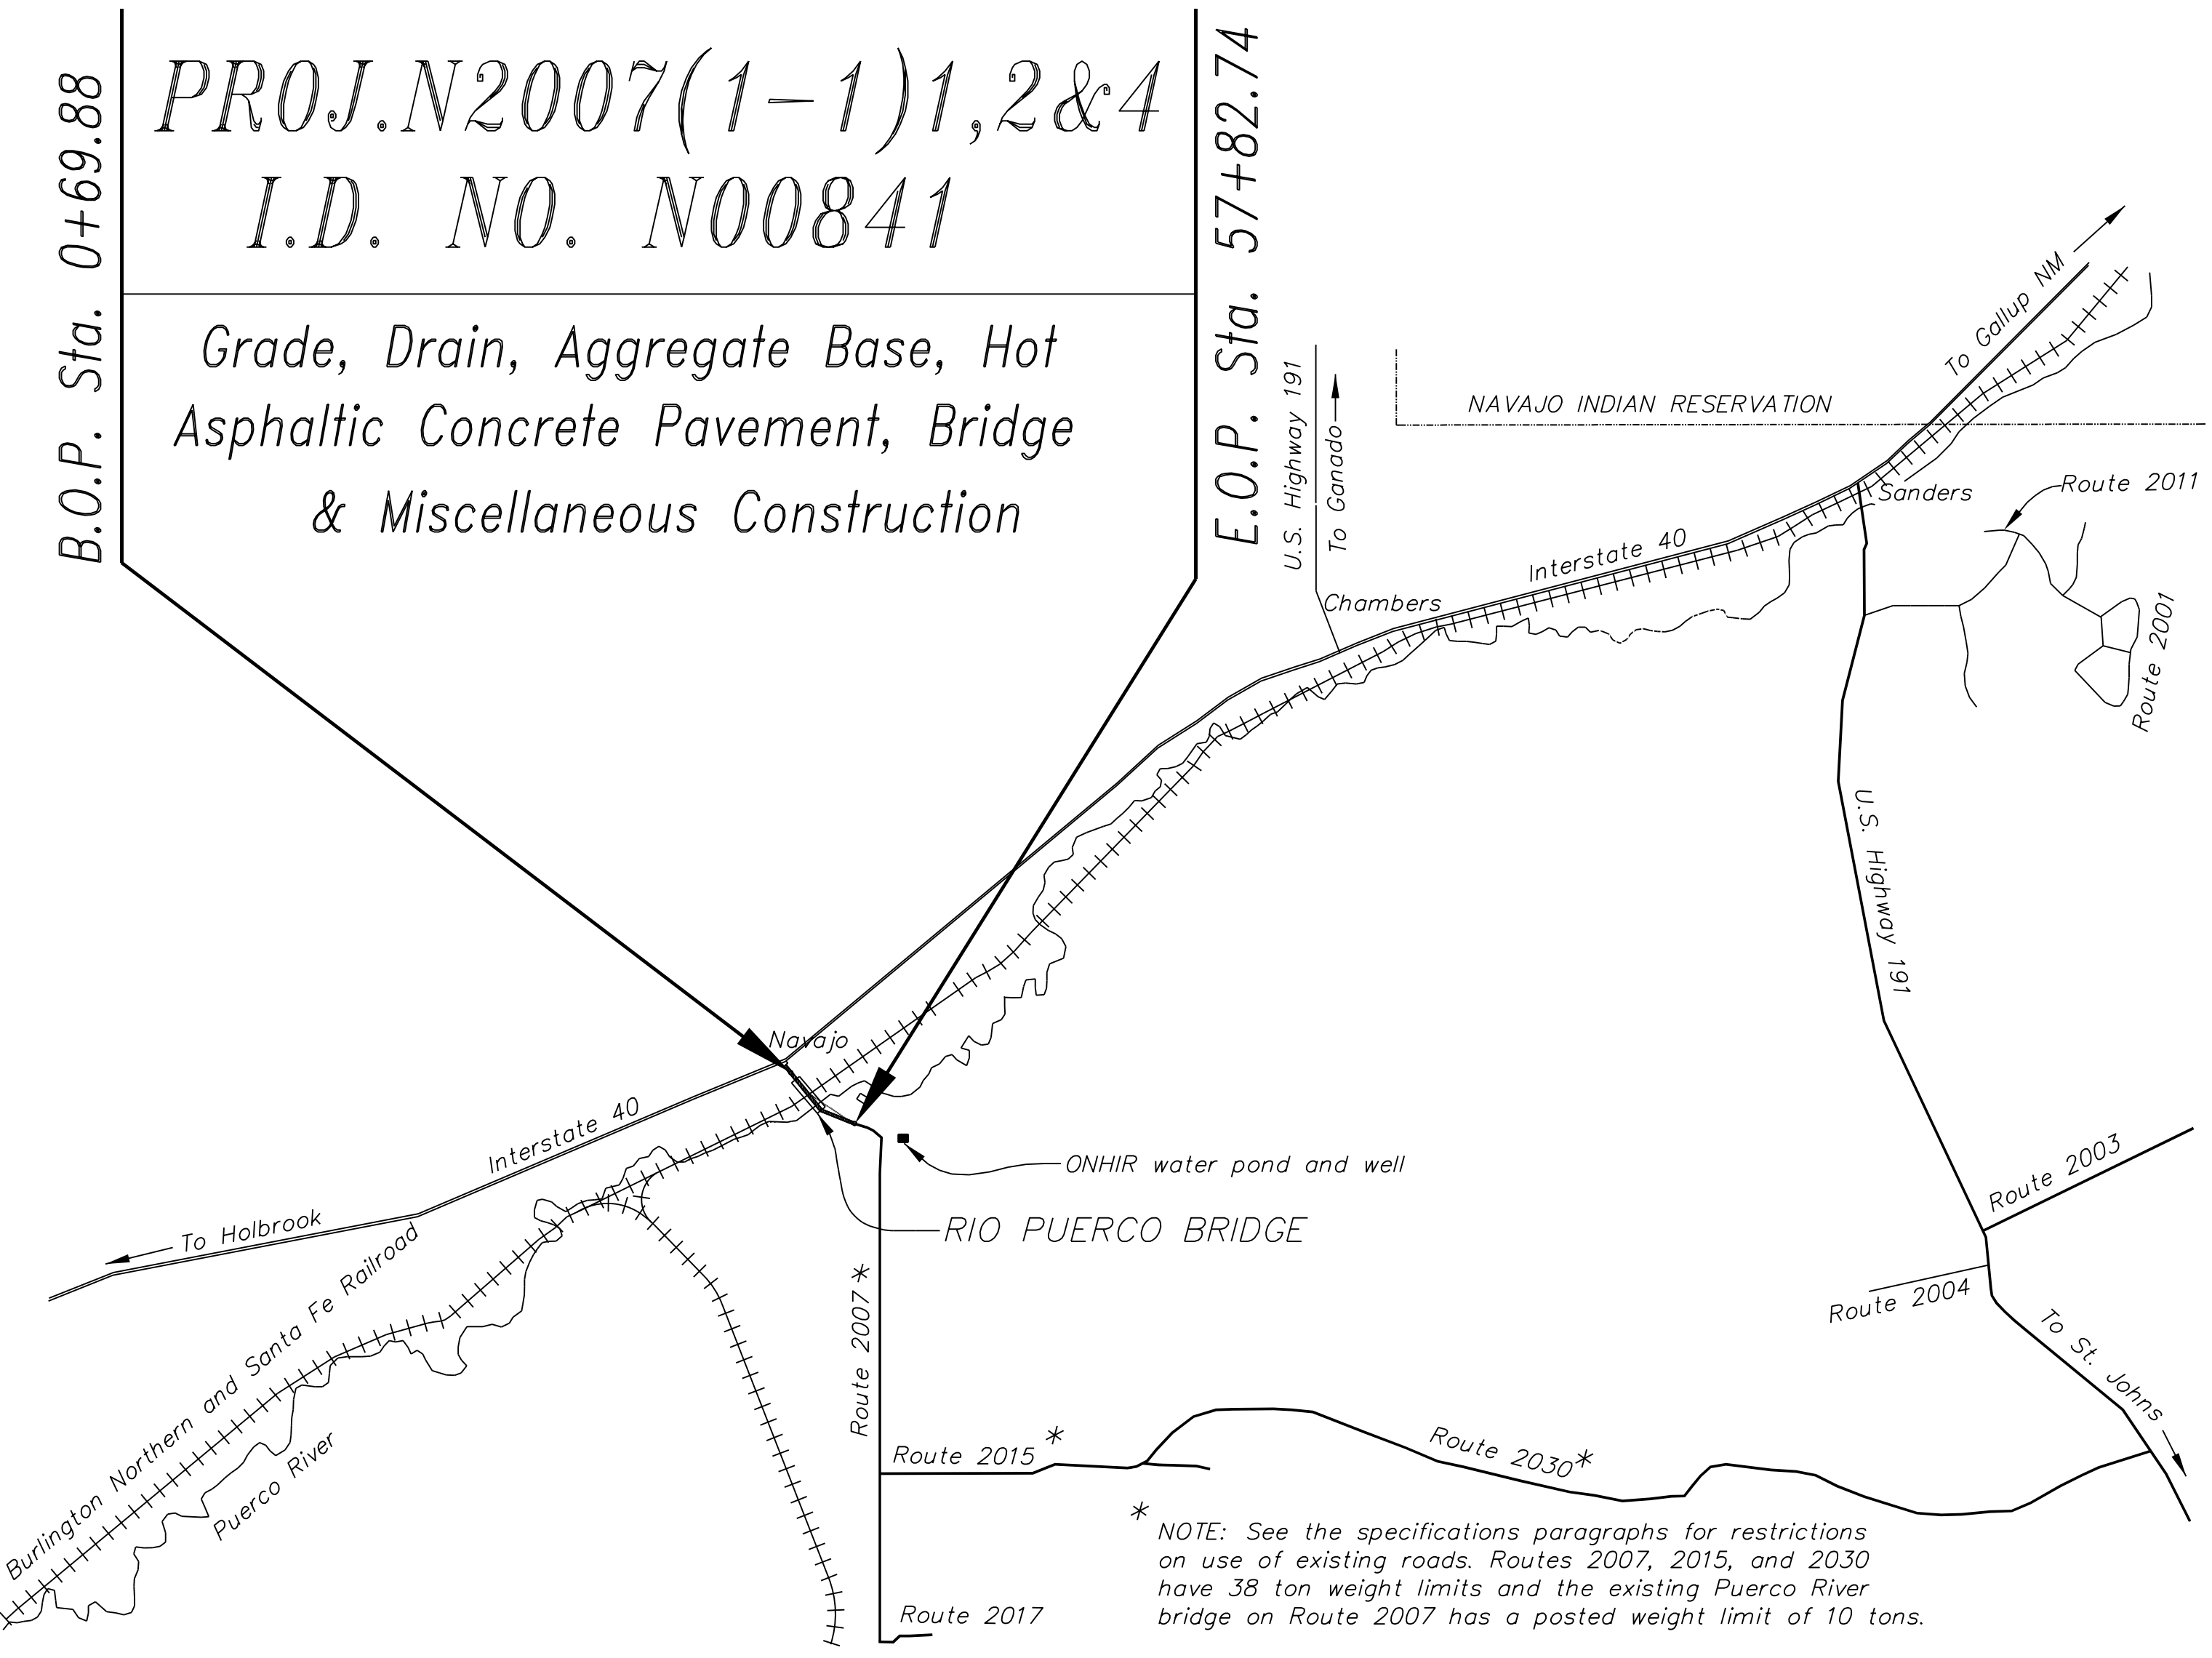 B.O.P. Sta. 0+69.88
PROJ.N2007(1-1)1,2&4
I.D. NO. N00841
Grade, Drain, Aggregate Base, Hot
Asphaltic Concrete Pavement, Bridge
& Miscellaneous Construction
E.O.P. Sta. 57+82.74
U.S. Highway 191
To Ganado
NAVAJO INDIAN RESERVATION
To Gallup NM
Sanders
Route 2011
Interstate 40
Chambers
Route 2001
U.S. Highway 191
Navajo
Interstate 40
ONHIR water pond and well
RIO PUERCO BRIDGE
To Holbrook
Burlington Northern and Santa Fe Railroad
Puerco River
Route 2007*
Route 2003
Route 2004
To St. Johns
Route 2015 *
Route 2030*
Route 2017
* NOTE: See the specifications paragraphs for restrictions
on use of existing roads. Routes 2007, 2015, and 2030
have 38 ton weight limits and the existing Puerco River
bridge on Route 2007 has a posted weight limit of 10 tons.